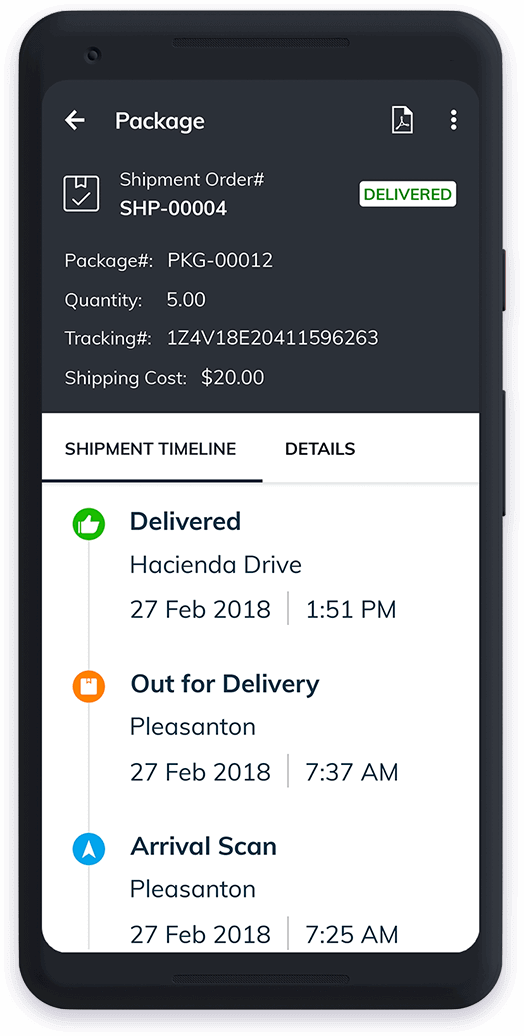 Package
Shipment Order#
SHP-00004
DELIVERED
Package#: PKG-00012
Quantity: 5.00
Tracking#: 1Z4V18E20411596263
Shipping Cost: $20.00
SHIPMENT TIMELINE DETAILS
Delivered
Hacienda Drive
27 Feb 2018 1:51 PM
Out for Delivery
Pleasanton
27 Feb 2018 7:37 AM
Arrival Scan
Pleasanton
27 Feb 2018 7:25 AM